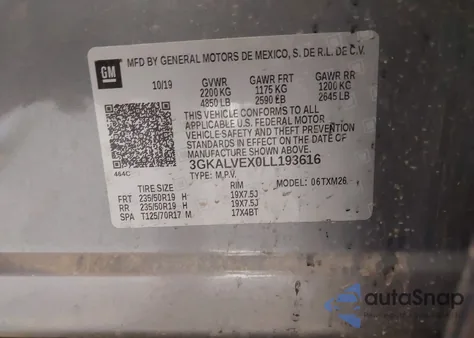 GM
MFD BY GENERAL MOTORS DE MEXICO, S. DE R.L. DE C.V.
10/19 GVWR GAWR FRT GAWR RR
2200 KG 1175 KG 1200 KG
4850 LB 2590 LB 2645 LB
THIS VEHICLE CONFORMS TO ALL
APPLICABLE U.S. FEDERAL MOTOR
VEHICLE SAFETY AND THEFT PREVENTION
STANDARDS IN EFFECT ON THE DATE OF
MANUFACTURE SHOWN ABOVE.
464C
3GKALVEX0LL193616
TYPE: M.P.V. MODEL: 06TXM26
TIRE SIZE RIM
FRT 235/50R19 H 19X7.5J
RR 235/50R19 H 19X7.5J
SPA T125/70R17 M 17X4BT
autoSnap